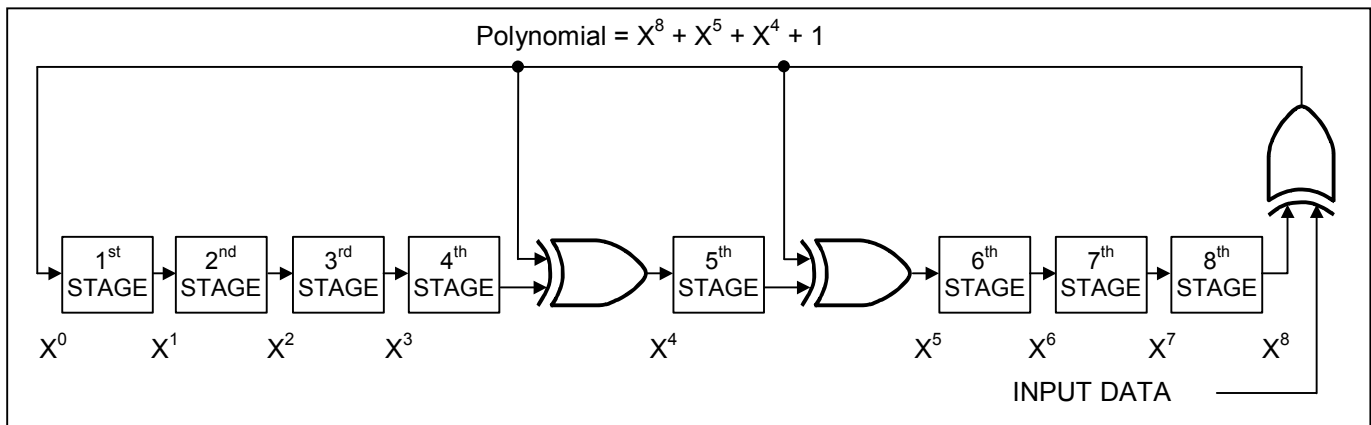 Polynomial = X⁸ + X⁵ + X⁴ + 1
1ˢᵗ STAGE
2ⁿᵈ STAGE
3ʳᵈ STAGE
4ᵗʰ STAGE
5ᵗʰ STAGE
6ᵗʰ STAGE
7ᵗʰ STAGE
8ᵗʰ STAGE
X⁰ X¹ X² X³ X⁴ X⁵ X⁶ X⁷ X⁸
INPUT DATA